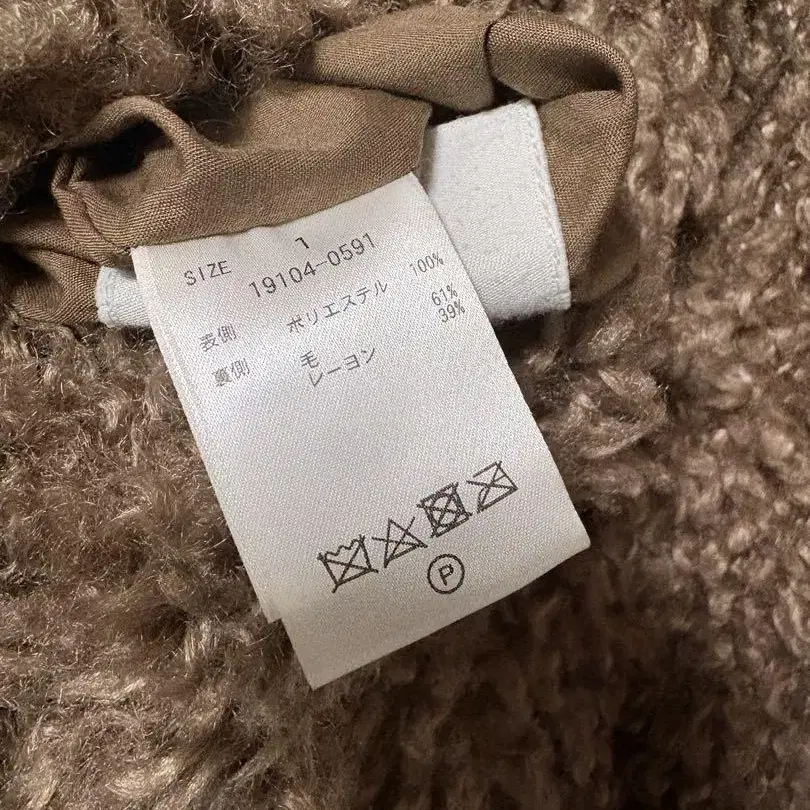 SIZE 1
19104-0591
表側 ポリエステル 100%
裏側 毛 61%
レーヨン 39%
P